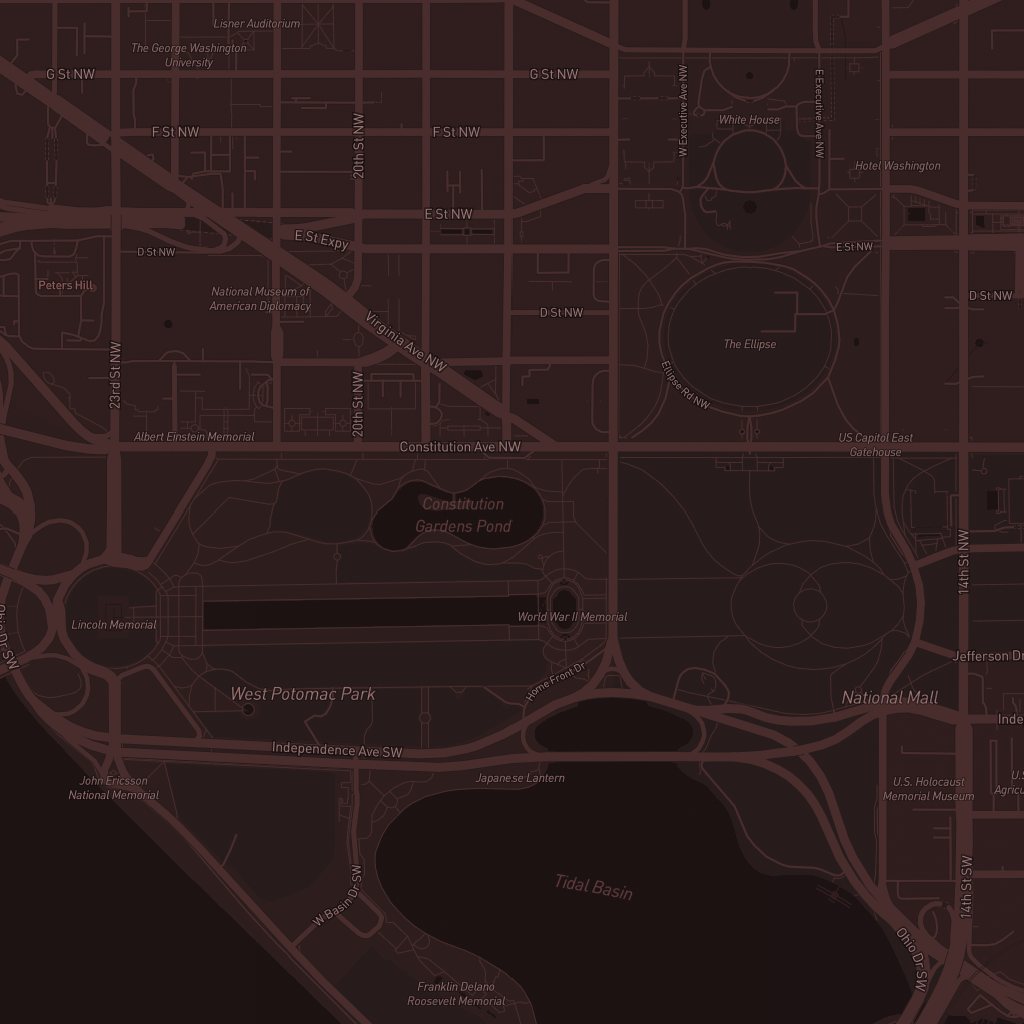 Lisner Auditorium
The George Washington
University
G St NW
G St NW
W Executive Ave NW
E Executive Ave NW
White House
F St NW
F St NW
20th St NW
Hotel Washington
E St NW
E St Expy
E St NW
D St NW
Peters Hill
National Museum of
American Diplomacy
D St NW
D St NW
Virginia Ave NW
The Ellipse
Ellipse Rd NW
23rd St NW
20th St NW
Albert Einstein Memorial
Constitution Ave NW
US Capitol East
Gatehouse
Constitution
Gardens Pond
14th St NW
Lincoln Memorial
World War II Memorial
Ohio Dr SW
Jefferson Dr
Home Front Dr
West Potomac Park
National Mall
Inde
Independence Ave SW
John Ericsson
National Memorial
Japanese Lantern
U.S. Holocaust
Memorial Museum
U.S
Agricu
Tidal Basin
W Basin Dr SW
14th St SW
Ohio Dr SW
Franklin Delano
Roosevelt Memorial